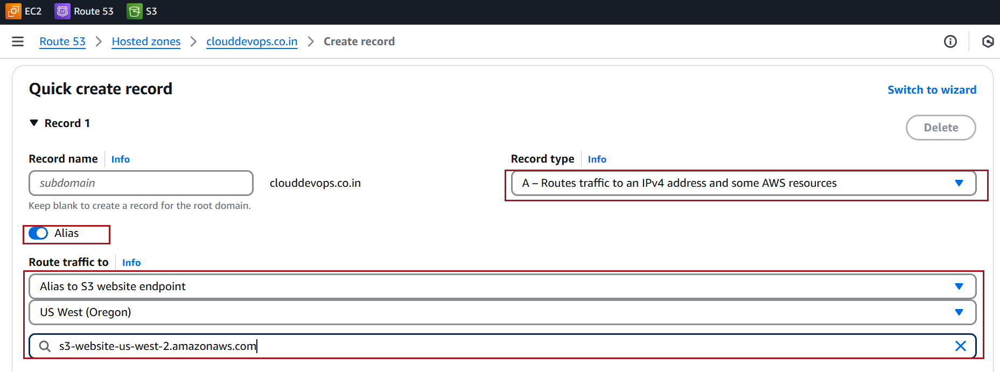 EC2 Route 53 S3
Route 53 Hosted zones clouddevops.co.in Create record
Quick create record
Switch to wizard
Record 1
Delete
Record name Info
Record type Info
subdomain
clouddevops.co.in
A – Routes traffic to an IPv4 address and some AWS resources
Keep blank to create a record for the root domain.
Alias
Route traffic to Info
Alias to S3 website endpoint
US West (Oregon)
s3-website-us-west-2.amazonaws.com